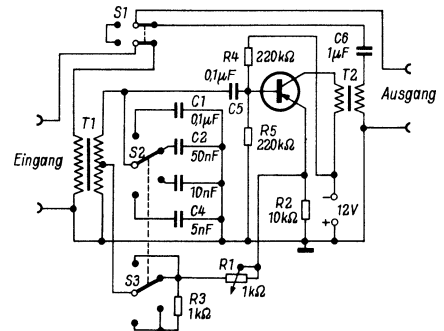 S1
C6
1µF
R4
220kΩ
0,1µF
C5
T2
Ausgang
C1
0,1µF
T1
C2
50nF
S2
R5
220kΩ
Eingang
10nF
C4
5nF
R2
10kΩ
−
12V
+
S3
R1
1kΩ
R3
1kΩ